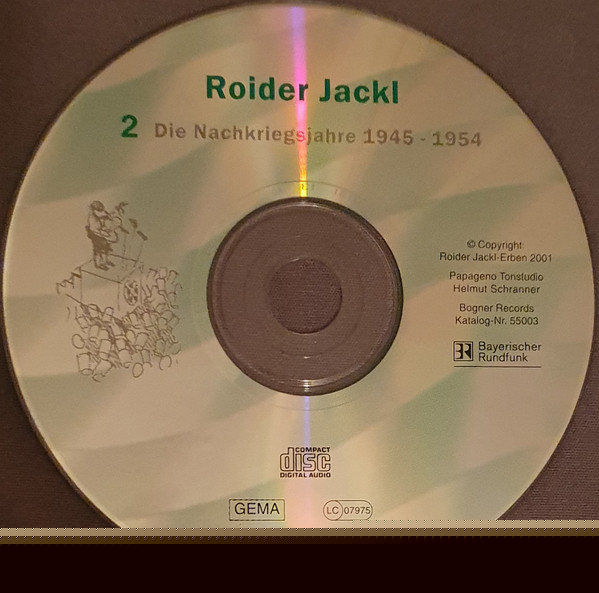 Roider Jackl
2 Die Nachkriegsjahre 1945 - 1954
© Copyright:
Roider Jackl-Erben 2001
Papageno Tonstudio
Helmut Schranner
Bogner Records
Katalog-Nr. 55003
BR Bayerischer
Rundfunk
COMPACT
disc
DIGITAL AUDIO
GEMA
LC 07975